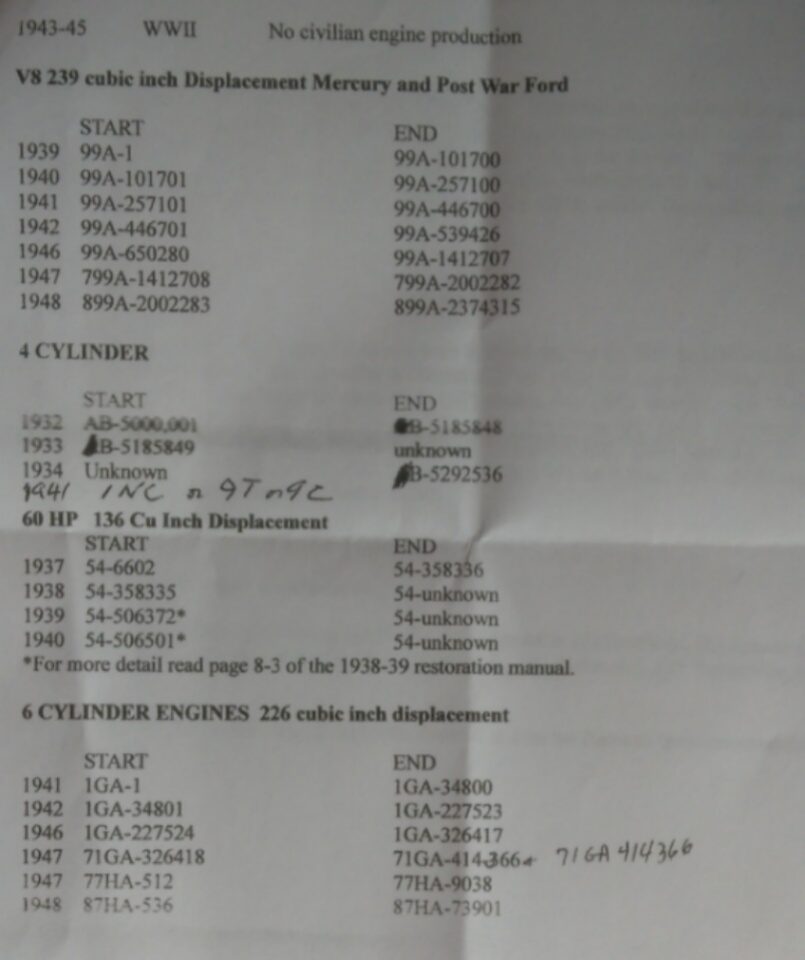 1943-45 WWII No civilian engine production
V8 239 cubic inch Displacement Mercury and Post War Ford
START END
1939 99A-1 99A-101700
1940 99A-101701 99A-257100
1941 99A-257101 99A-446700
1942 99A-446701 99A-539426
1946 99A-650280 99A-1412707
1947 799A-1412708 799A-2002282
1948 899A-2002283 899A-2374315
4 CYLINDER
START END
1932 AB-5000,001 B-5185848
1933 B-5185849 unknown
1934 Unknown B-5292536
1941 1NC or 9T or 9C
60 HP 136 Cu Inch Displacement
START END
1937 54-6602 54-358336
1938 54-358335 54-unknown
1939 54-506372* 54-unknown
1940 54-506501* 54-unknown
*For more detail read page 8-3 of the 1938-39 restoration manual.
6 CYLINDER ENGINES 226 cubic inch displacement
START END
1941 1GA-1 1GA-34800
1942 1GA-34801 1GA-227523
1946 1GA-227524 1GA-326417
1947 71GA-326418 71GA-414366 71GA 414366
1947 77HA-512 77HA-9038
1948 87HA-536 87HA-73901